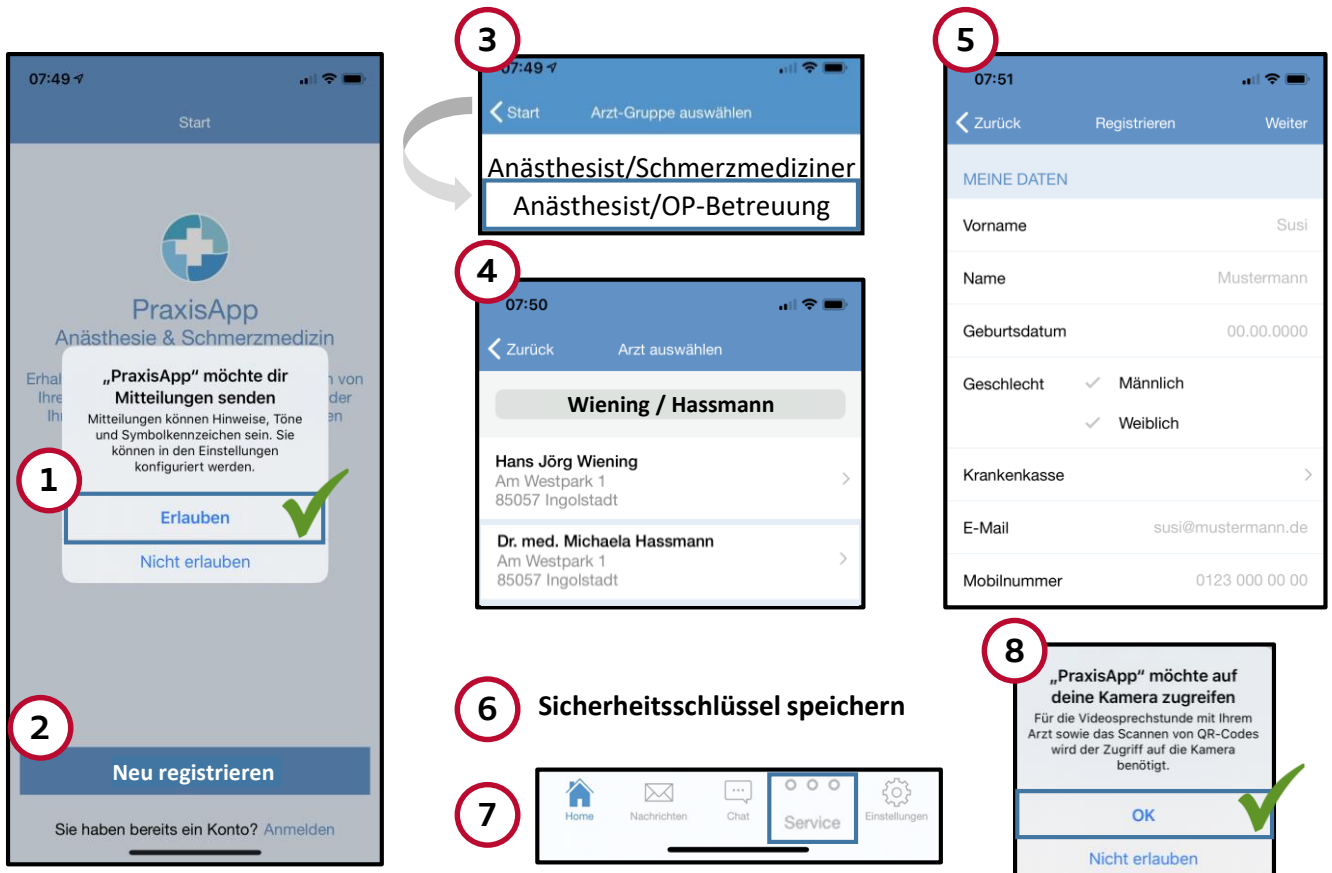 07:49
Start
PraxisApp
Anästhesie & Schmerzmedizin
Erhal
n von
Ihre
der
Ih
en
„PraxisApp“ möchte dir
Mitteilungen senden
Mitteilungen können Hinweise, Töne
und Symbolkennzeichen sein. Sie
können in den Einstellungen
konfiguriert werden.
1
Erlauben
Nicht erlauben
2
Neu registrieren
Sie haben bereits ein Konto? Anmelden
3
07:49
Start
Arzt-Gruppe auswählen
Anästhesist/Schmerzmediziner
Anästhesist/OP-Betreuung
4
07:50
Zurück
Arzt auswählen
Wiening / Hassmann
Hans Jörg Wiening
Am Westpark 1
85057 Ingolstadt
Dr. med. Michaela Hassmann
Am Westpark 1
85057 Ingolstadt
5
07:51
Zurück
Registrieren
Weiter
MEINE DATEN
Vorname
Susi
Name
Mustermann
Geburtsdatum
00.00.0000
Geschlecht
Männlich
Weiblich
Krankenkasse
E-Mail
susi@mustermann.de
Mobilnummer
0123 000 00 00
6
Sicherheitsschlüssel speichern
7
Home
Nachrichten
Chat
Service
Einstellungen
8
„PraxisApp“ möchte auf
deine Kamera zugreifen
Für die Videosprechstunde mit Ihrem
Arzt sowie das Scannen von QR-Codes
wird der Zugriff auf die Kamera
benötigt.
OK
Nicht erlauben